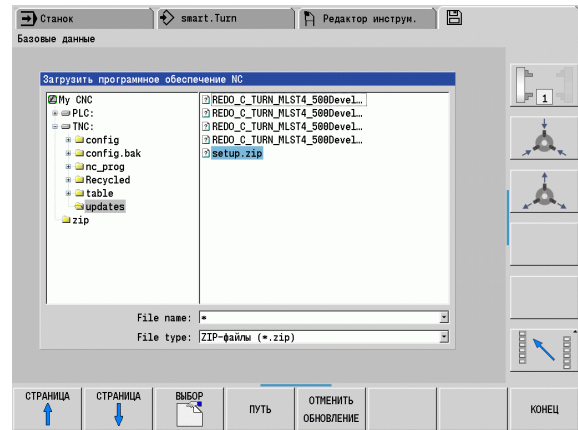 Станок
smart.Turn
Редактор инструм.
Базовые данные
Загрузить программное обеспечение NC
My CNC
PLC:
TNC:
config
config.bak
nc_prog
Recycled
table
updates
zip
REDO_C_TURN_MLST4_500Devel…
REDO_C_TURN_MLST4_500Devel…
REDO_C_TURN_MLST4_500Devel…
REDO_C_TURN_MLST4_500Devel…
setup.zip
File name: *
File type: ZIP-файлы (*.zip)
1
СТРАНИЦА
СТРАНИЦА
ВЫБОР
ПУТЬ
ОТМЕНИТЬ
ОБНОВЛЕНИЕ
КОНЕЦ